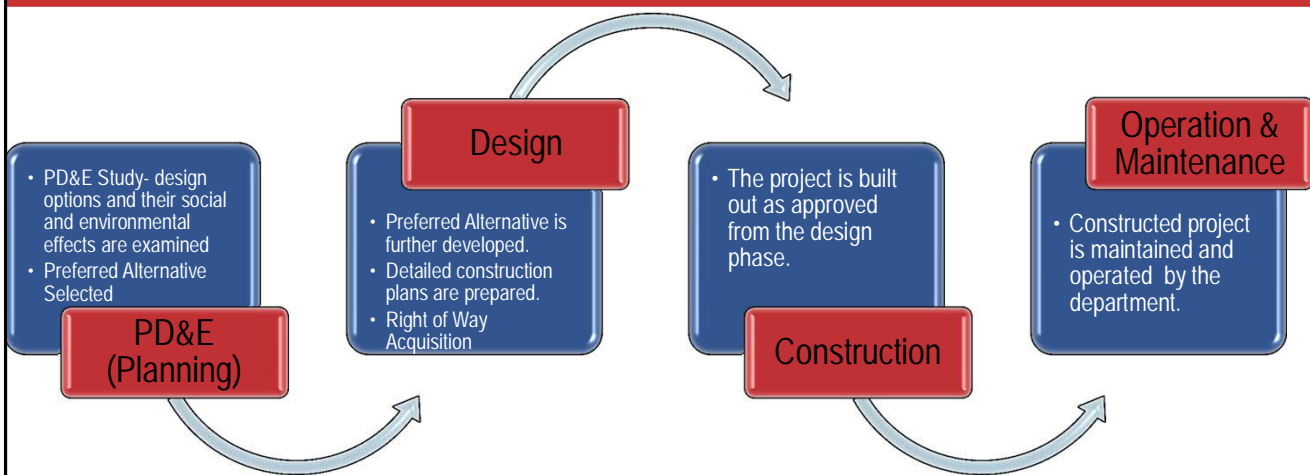 • PD&E Study- design
options and their social
and environmental
effects are examined
• Preferred Alternative
Selected
PD&E
(Planning)
Design
• Preferred Alternative is
further developed.
• Detailed construction
plans are prepared.
• Right of Way
Acquisition
• The project is built
out as approved
from the design
phase.
Construction
Operation &
Maintenance
• Constructed project
is maintained and
operated by the
department.